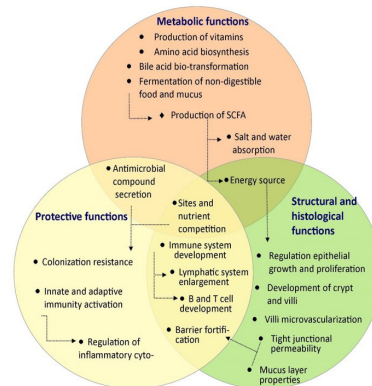 Metabolic functions
● Production of vitamins
● Amino acid biosynthesis
● Bile acid bio-transformation
● Fermentation of non-digestible
food and mucus
♦ Production of SCFA
● Salt and water
absorption
● Antimicrobial
compound
secretion
● Energy source
Structural and
histological
functions
● Sites and
nutrient
competition
Protective functions
● Immune system
development
● Lymphatic system
enlargement
● B and T cell
development
● Barrier fortifi-
cation
● Colonization resistance
● Innate and adaptive
immunity activation
● Regulation of
inflammatory cyto-
● Regulation epithelial
growth and proliferation
● Development of crypt
and villi
● Villi microvascularization
● Tight junctional
permeability
● Mucus layer
properties